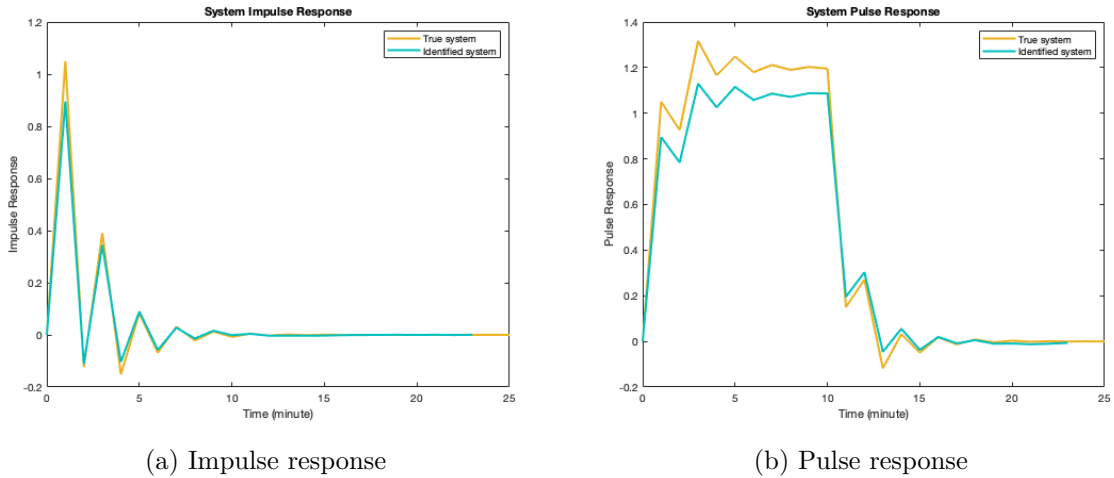 System Impulse Response
1.2
1
0.8
0.6
0.4
0.2
0
-0.2
Impulse Response
True system
Identified system
0 5 10 15 20 25
Time (minute)
(a) Impulse response
System Pulse Response
1.4
1.2
1
0.8
0.6
0.4
0.2
0
-0.2
Pulse Response
True system
Identified system
0 5 10 15 20 25
Time (minute)
(b) Pulse response